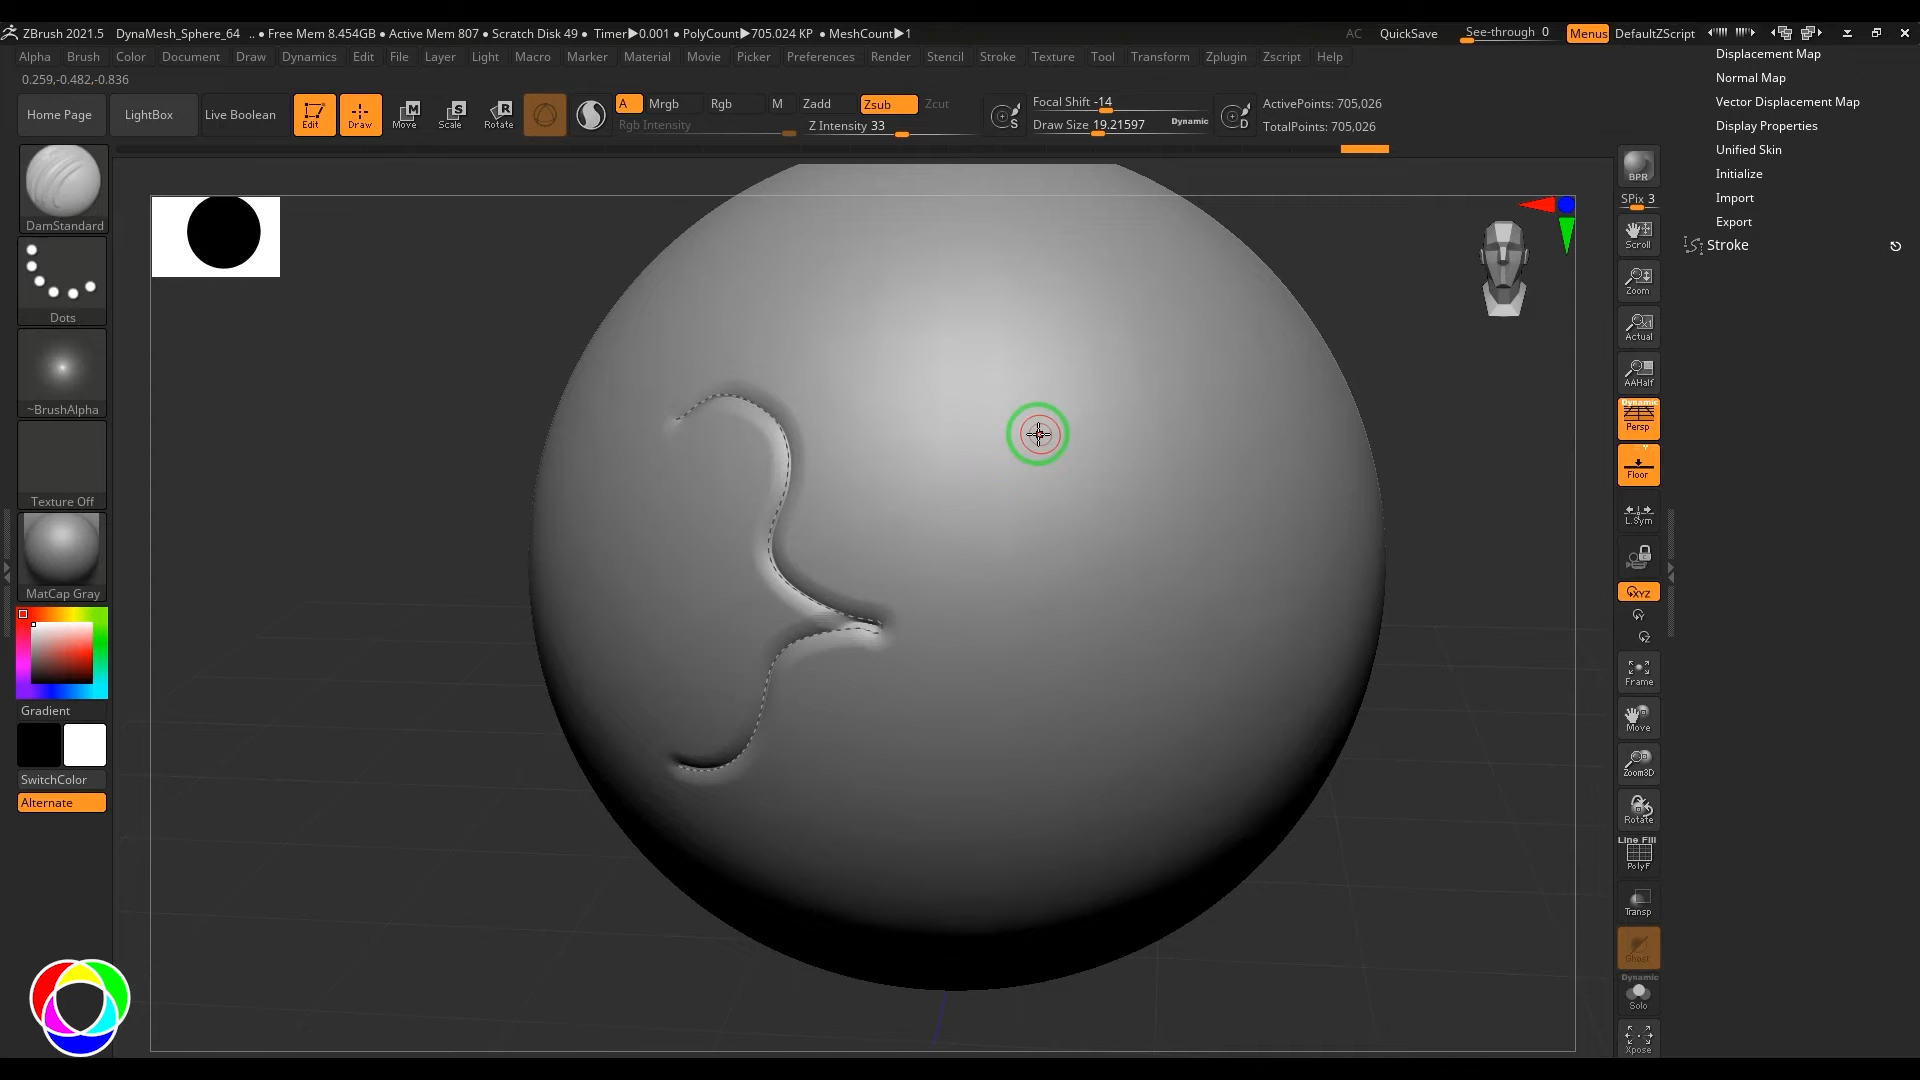 ZBrush 2021.5 DynaMesh_Sphere_64 .. ● Free Mem 8.454GB ● Active Mem 807 ● Scratch Disk 49 ● Timer▶0.001 ● PolyCount▶705.024 KP ● MeshCount▶1 AC QuickSave See-through 0 Menus DefaultZScript
Alpha Brush Color Document Draw Dynamics Edit File Layer Light Macro Marker Material Movie Picker Preferences Render Stencil Stroke Texture Tool Transform Zplugin Zscript Help
0.259,-0.482,-0.836
Home Page LightBox Live Boolean Edit Draw Move Scale Rotate A Mrgb Rgb M Zadd Zsub Zcut Focal Shift -14 ActivePoints: 705,026
Rgb Intensity Z Intensity 33 S Draw Size 19.21597 Dynamic D TotalPoints: 705,026
DamStandard
Dots
~BrushAlpha
Texture Off
MatCap Gray
Gradient
SwitchColor
Alternate
BPR
SPix 3
Scroll
Zoom
Actual
AAHalf
Dynamic
Persp
Floor
L.Sym
XYZ
Y
Z
Frame
Move
Zoom3D
Rotate
Line Fill
PolyF
Transp
Ghost
Dynamic
Solo
Xpose
Displacement Map
Normal Map
Vector Displacement Map
Display Properties
Unified Skin
Initialize
Import
Export
Stroke